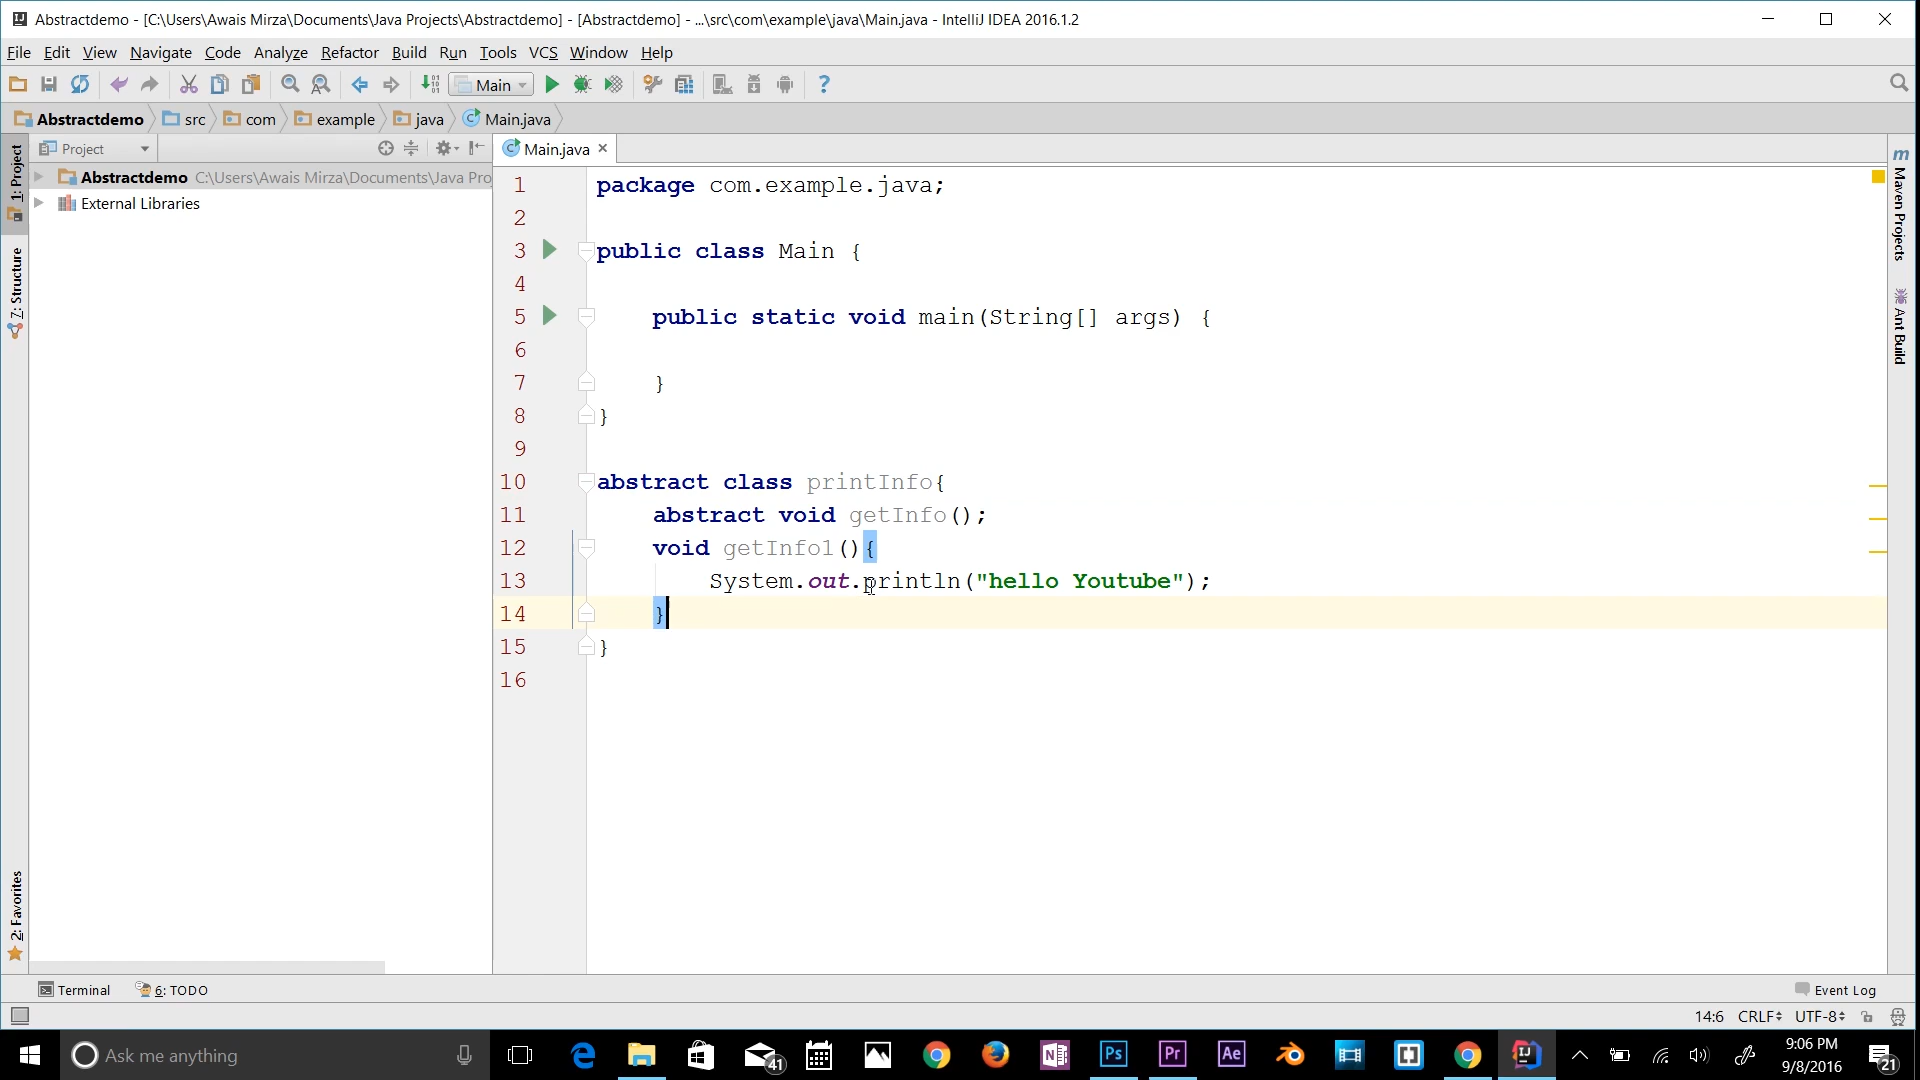 Abstractdemo - [C:\Users\Awais Mirza\Documents\Java Projects\Abstractdemo] - [Abstractdemo] - ...\src\com\example\java\Main.java - IntelliJ IDEA 2016.1.2
File Edit View Navigate Code Analyze Refactor Build Run Tools VCS Window Help
Main
Abstractdemo src com example java Main.java
Project
Main.java
Abstractdemo C:\Users\Awais Mirza\Documents\Java Pro
External Libraries
1: Project
7: Structure
2: Favorites
Maven Projects
Ant Build
1 package com.example.java;
2
3 public class Main {
4
5 public static void main(String[] args) {
6
7 }
8 }
9
10 abstract class printInfo{
11 abstract void getInfo();
12 void getInfo1(){
13 System.out.println("hello Youtube");
14 }
15 }
16
Terminal 6: TODO Event Log
14:6 CRLF UTF-8
Ask me anything
41
Ps Pr Ae
9:06 PM
9/8/2016
21